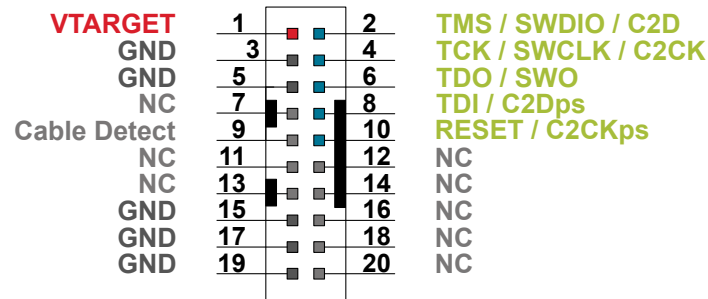 VTARGET 1 2 TMS / SWDIO / C2D
GND 3 4 TCK / SWCLK / C2CK
GND 5 6 TDO / SWO
NC 7 8 TDI / C2Dps
Cable Detect 9 10 RESET / C2CKps
NC 11 12 NC
NC 13 14 NC
GND 15 16 NC
GND 17 18 NC
GND 19 20 NC